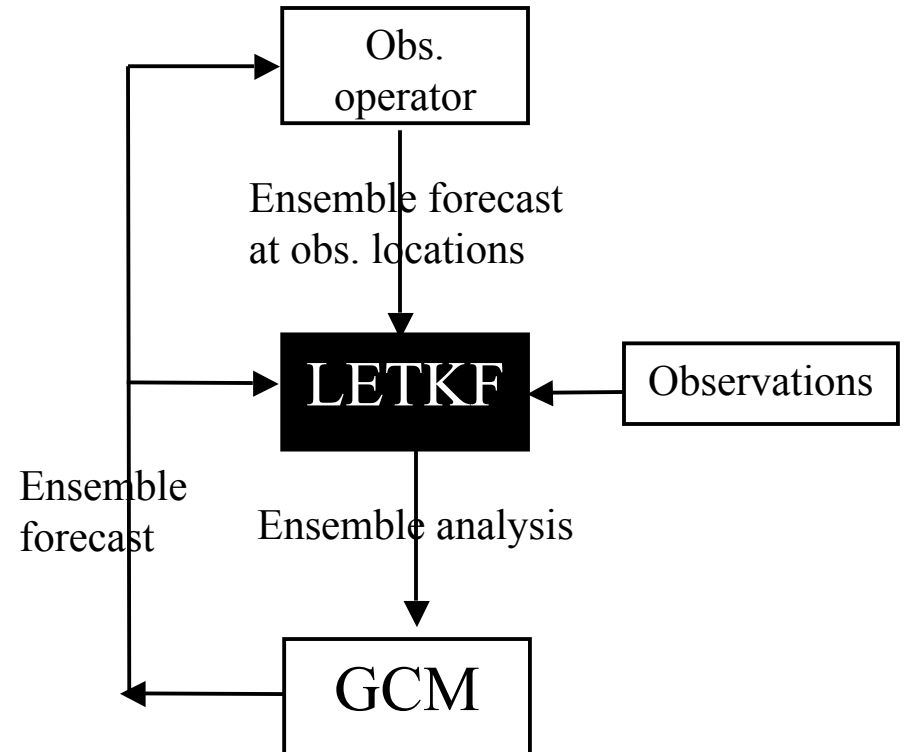 Obs.
operator
Ensemble forecast
at obs. locations
LETKF
Observations
Ensemble
forecast
Ensemble analysis
GCM